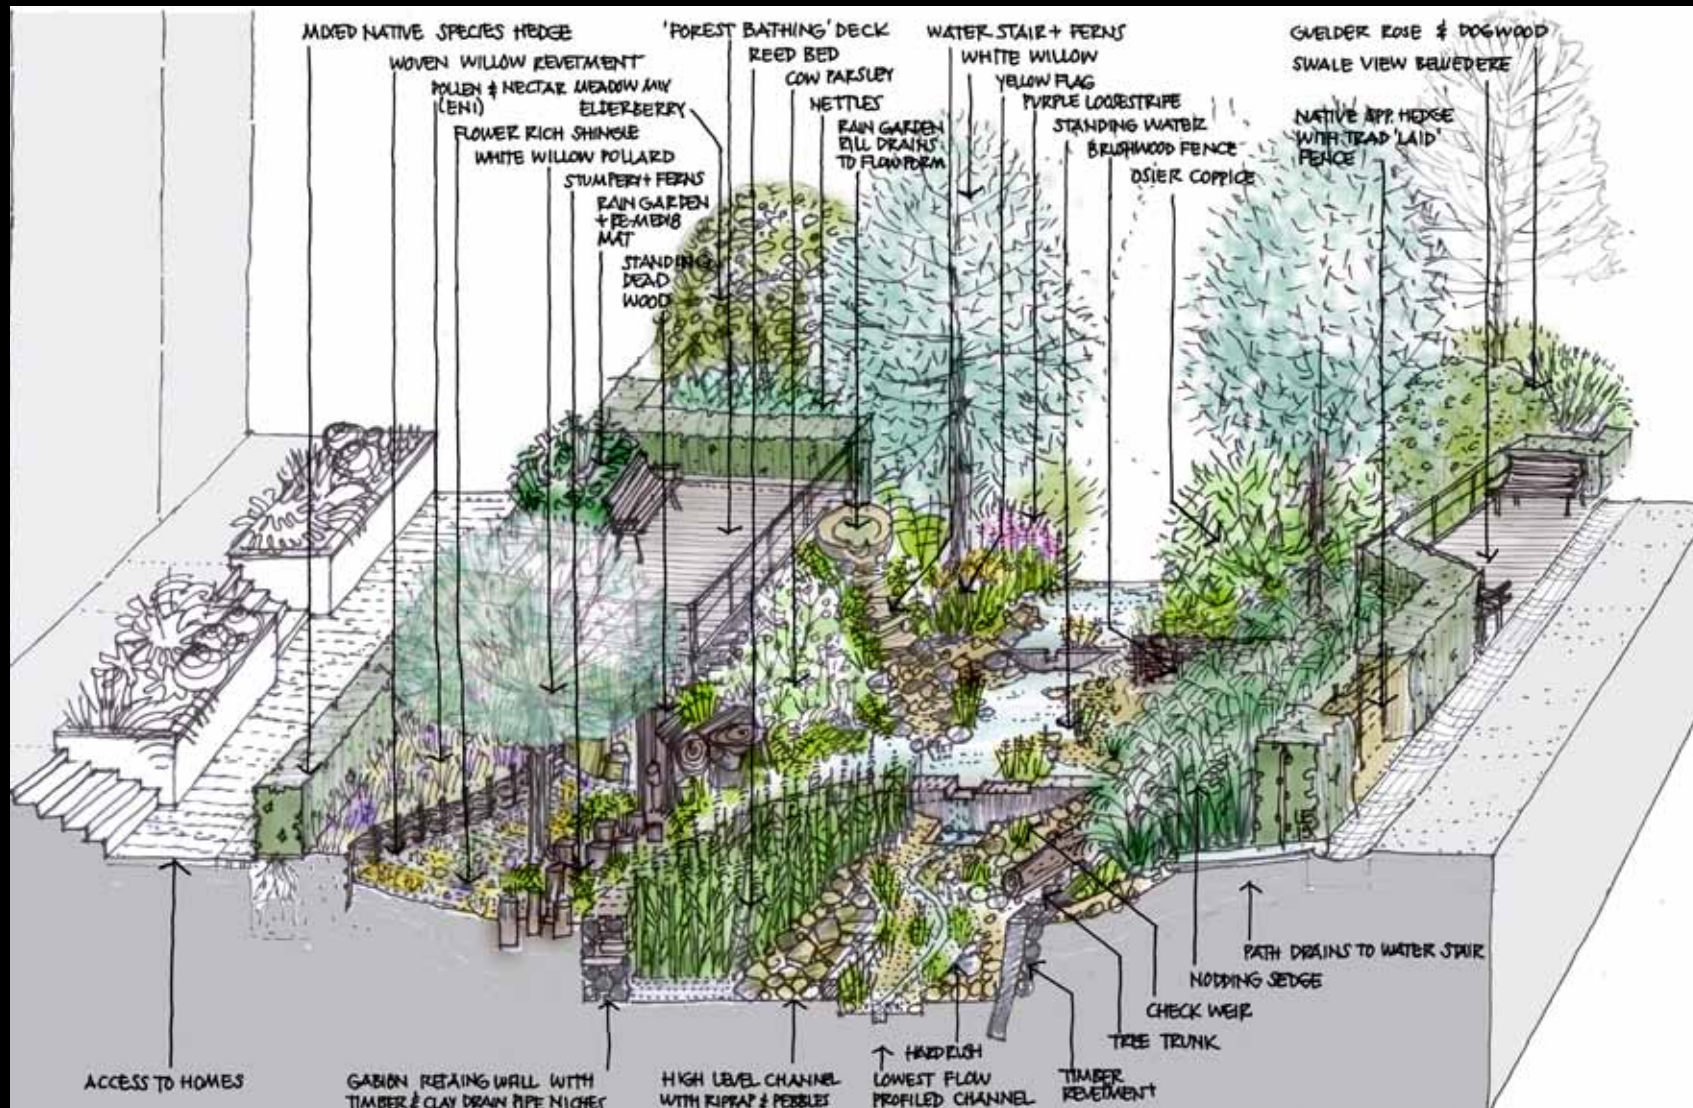 MIXED NATIVE SPECIES HEDGE
WOVEN WILLOW REVETMENT
POLLEN & NECTAR MEADOW MIX
(EN1)
FLOWER RICH SHINGLE
WHITE WILLOW POLLARD
STUMPERY + FERNS
RAIN GARDEN
+ RE-MEDIB
MAT
STANDING
DEAD
WOOD
ELDERBERRY
'FOREST BATHING' DECK
REED BED
COW PARSLEY
NETTLES
RAIN GARDEN
RILL DRAINS
TO FLOWFORM
WATER STAIR + FERNS
WHITE WILLOW
YELLOW FLAG
PURPLE LOOSESTRIFE
STANDING WATER
BRUSHWOOD FENCE
OSIER COPPICE
GUELDER ROSE & DOGWOOD
SWALE VIEW BELVEDERE
NATIVE SPP. HEDGE
WITH TRAD 'LAID'
FENCE
PATH DRAINS TO WATER STAIR
NODDING SEDGE
CHECK WEIR
TREE TRUNK
ACCESS TO HOMES
GABION RETAING WALL WITH
TIMBER & CLAY DRAIN PIPE NICHES
HIGH LEVEL CHANNEL
WITH RIPRAP & PEBBLES
HARD RUSH
LOWEST FLOW
PROFILED CHANNEL
TIMBER
REVETMENT